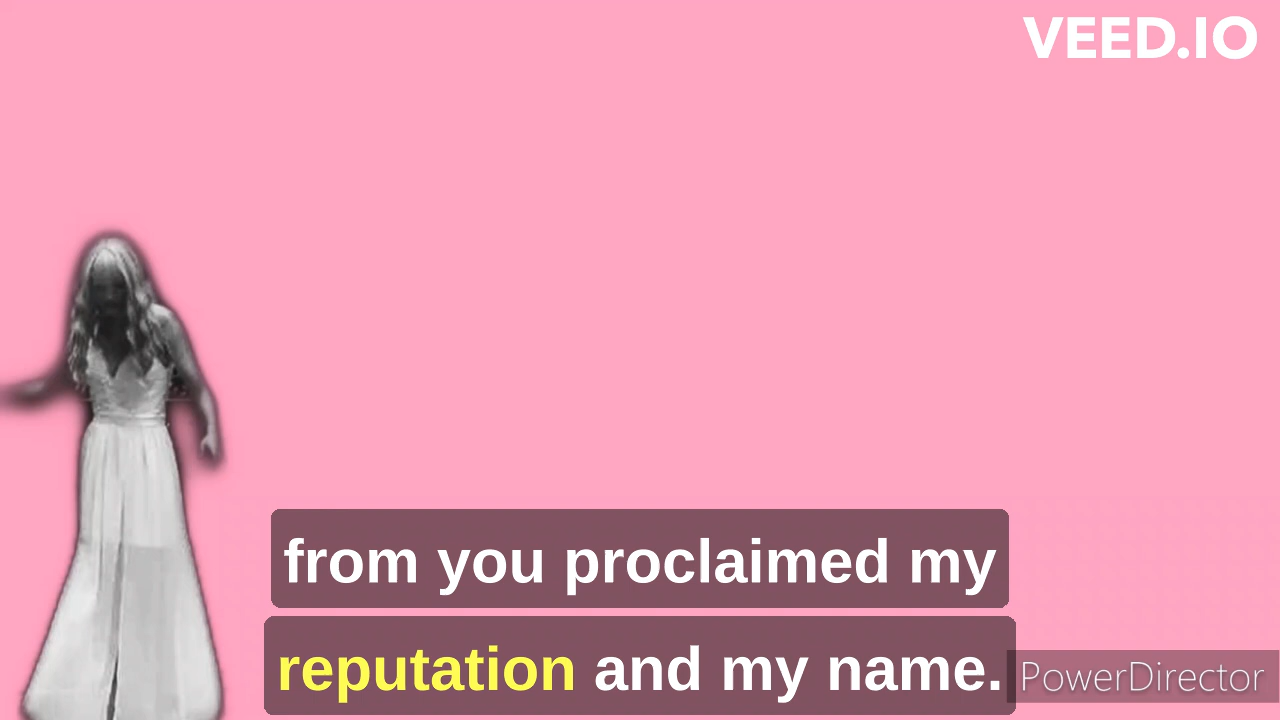 VEED.IO
from you proclaimed my
reputation and my name.
PowerDirector